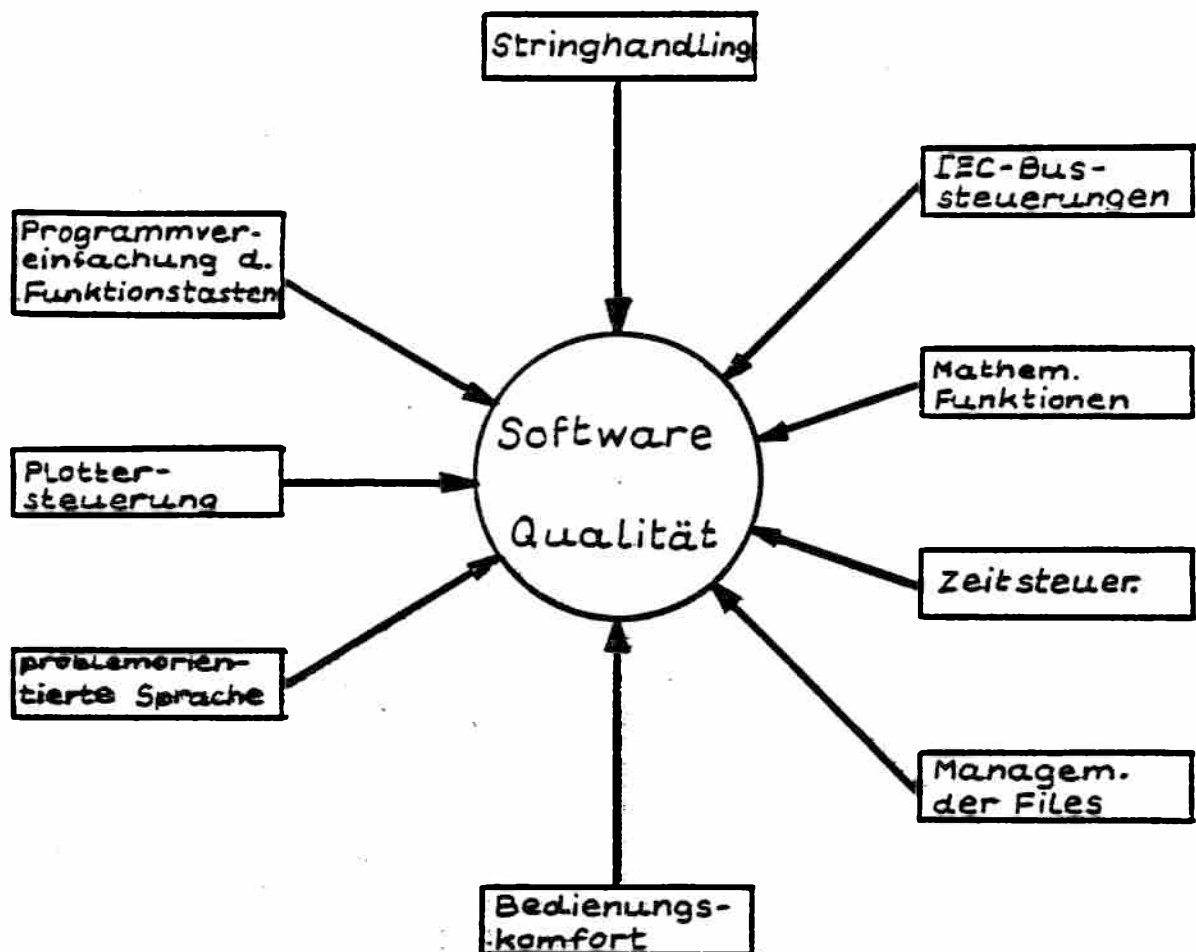 Stringhandling
IEC-Bus-
steuerungen
Programmver-
einfachung d.
Funktionstasten
Mathem.
Funktionen
Software
Qualität
Plotter-
steuerung
Zeitsteuer.
problemorien-
tierte Sprache
Managem.
der Files
Bedienungs-
komfort